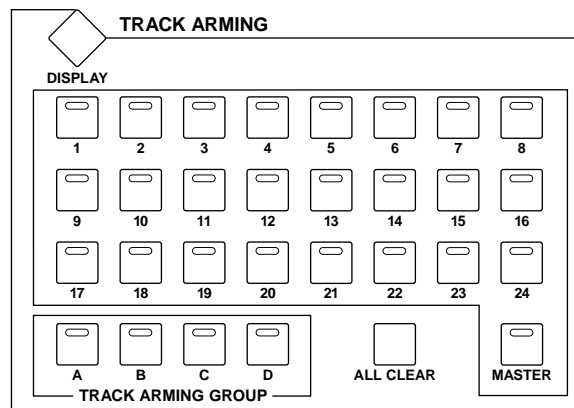 TRACK ARMING
DISPLAY
1 2 3 4 5 6 7 8
9 10 11 12 13 14 15 16
17 18 19 20 21 22 23 24
A B C D ALL CLEAR MASTER
TRACK ARMING GROUP